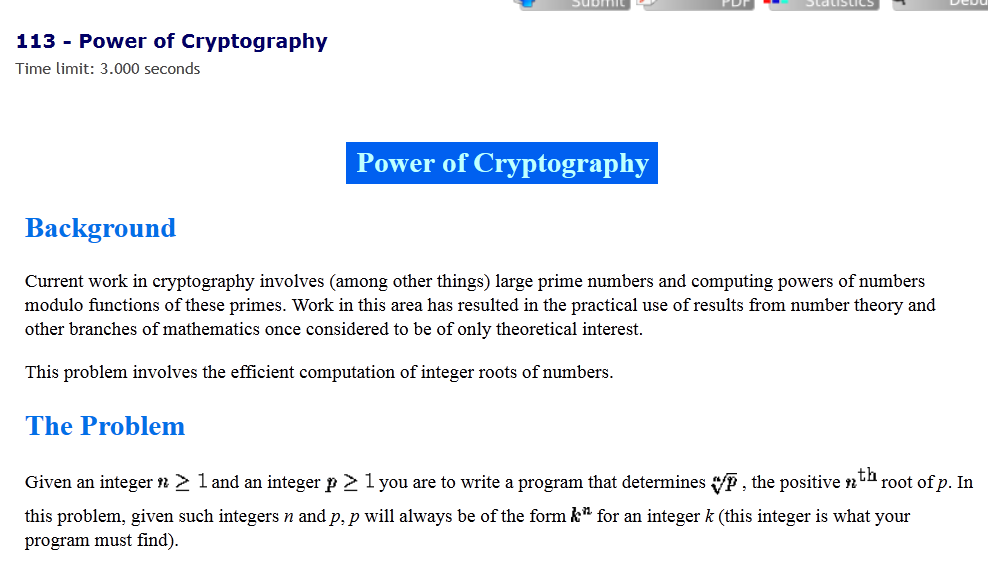 Submit PDF Statistics Debu
113 - Power of Cryptography
Time limit: 3.000 seconds
Power of Cryptography
Background
Current work in cryptography involves (among other things) large prime numbers and computing powers of numbers
modulo functions of these primes. Work in this area has resulted in the practical use of results from number theory and
other branches of mathematics once considered to be of only theoretical interest.
This problem involves the efficient computation of integer roots of numbers.
The Problem
Given an integer n ≥ 1 and an integer p ≥ 1 you are to write a program that determines ⁿ√p , the positive nᵗʰ root of p. In
this problem, given such integers n and p, p will always be of the form kⁿ for an integer k (this integer is what your
program must find).